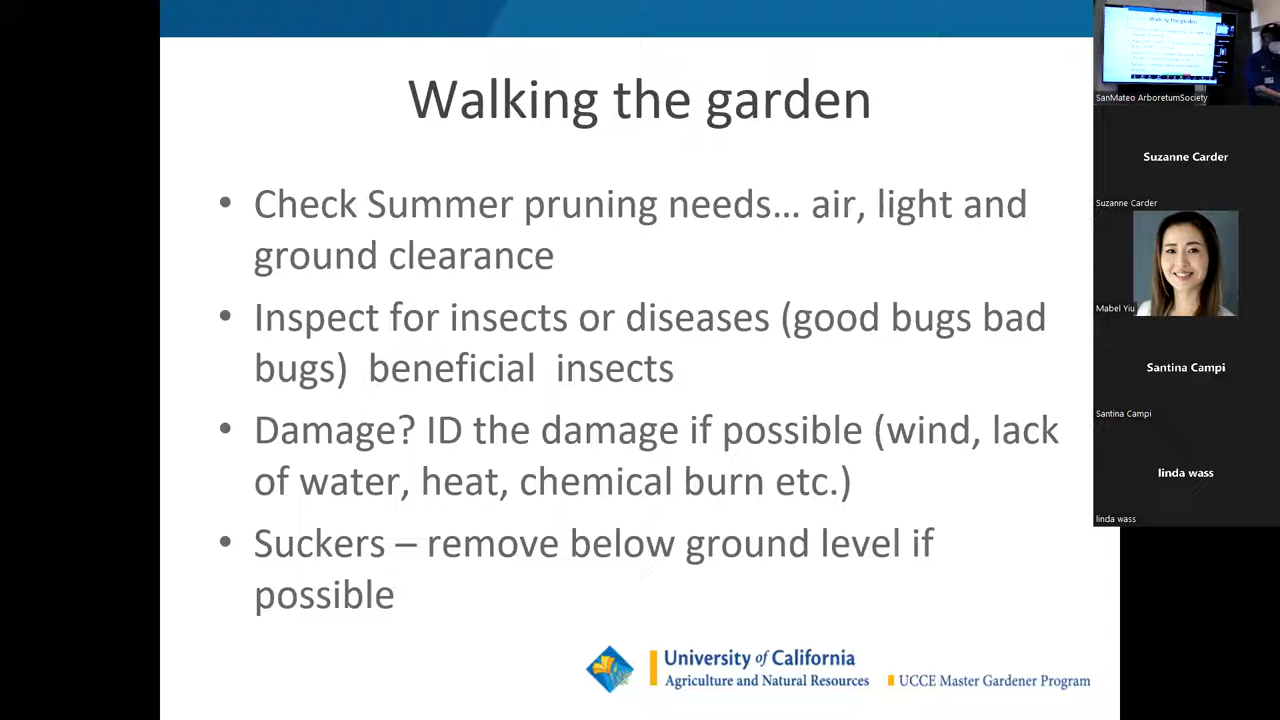 Walking the garden
• Check Summer pruning needs… air, light and
ground clearance
• Inspect for insects or diseases (good bugs bad
bugs)  beneficial  insects
• Damage? ID the damage if possible (wind, lack
of water, heat, chemical burn etc.)
• Suckers – remove below ground level if
possible
University of California
Agriculture and Natural Resources
UCCE Master Gardener Program
Walking the garden
SanMateo ArboretumSociety
Suzanne Carder
Suzanne Carder
Mabel Yiu
Santina Campi
Santina Campi
linda wass
linda wass